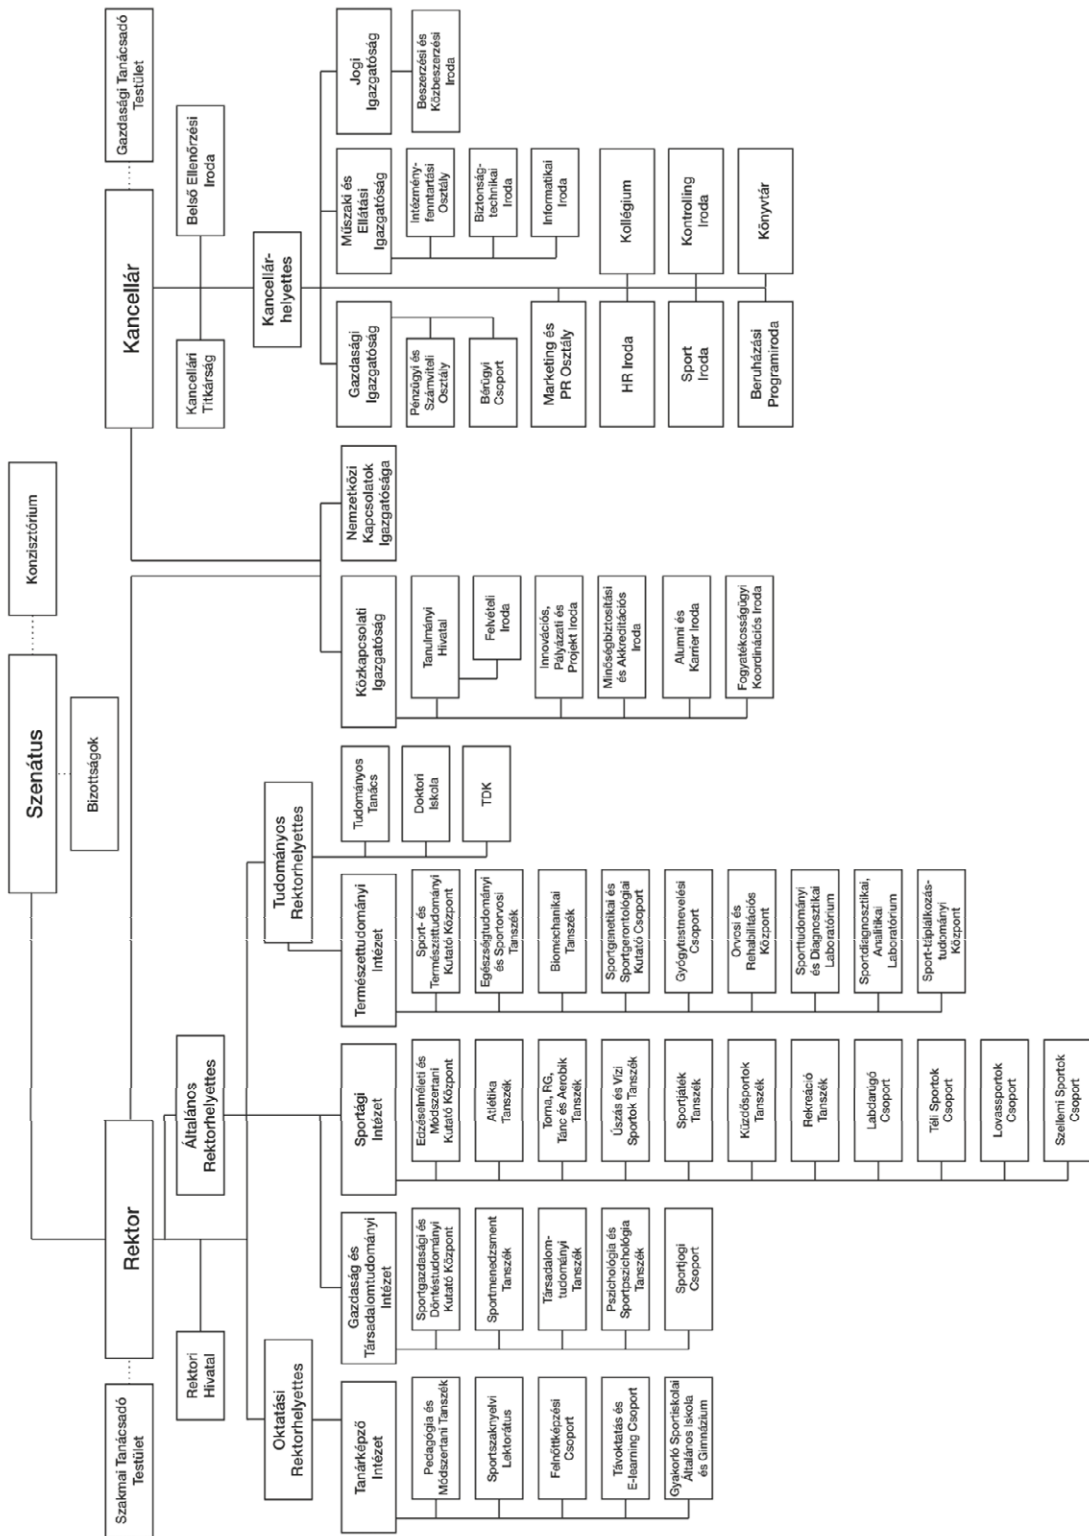 Szenátus
Konzisztórium
Bizottságok
Szakmai Tanácsadó
Testület
Rektor
Kancellár
Gazdasági Tanácsadó
Testület
Rektori
Hivatal
Általános
Rektorhelyettes
Kancellári
Titkárság
Belső Ellenőrzési
Iroda
Oktatási
Rektorhelyettes
Tudományos
Rektorhelyettes
Kancellár-
helyettes
Tanárképző
Intézet
Pedagógia és
Módszertani Tanszék
Sportszaknyelvi
Lektorátus
Felnőttképzési
Csoport
Távoktatás és
E-learning Csoport
Gyakorló Sportiskolai
Általános Iskola
és Gimnázium
Gazdaság és
Társadalomtudományi
Intézet
Sportgazdasági és
Döntéstudományi
Kutató Központ
Sportmenedzsment
Tanszék
Társadalom-
tudományi
Tanszék
Pszichológia és
Sportpszichológia
Tanszék
Sportjogi
Csoport
Sportági
Intézet
Edzéselméleti és
Módszertani
Kutató Központ
Atlétika
Tanszék
Torna, RG,
Tánc és Aerobik
Tanszék
Úszás és Vízi
Sportok Tanszék
Sportjáték
Tanszék
Küzdősportok
Tanszék
Rekreáció
Tanszék
Labdarúgó
Csoport
Téli Sportok
Csoport
Lovassportok
Csoport
Szellemi Sportok
Csoport
Természettudományi
Intézet
Sport- és
Természettudományi
Kutató Központ
Egészségtudományi
és Sportorvosi
Tanszék
Biomechanikai
Tanszék
Sportgenetikai és
Sportgerontológiai
Kutató Csoport
Gyógytestnevelési
Csoport
Orvosi és
Rehabilitációs
Központ
Sporttudományi
és Diagnosztikai
Laboratórium
Sportdiagnosztikai,
Analitikai
Laboratórium
Sport-táplálkozás-
tudományi
Központ
Tudományos
Tanács
Doktori
Iskola
TDK
Közkapcsolati
Igazgatóság
Tanulmányi
Hivatal
Felvételi
Iroda
Innovációs,
Pályázati és
Projekt Iroda
Minőségbiztosítási
és Akkreditációs
Iroda
Alumni és
Karrier Iroda
Fogyatékosságügyi
Koordinációs Iroda
Nemzetközi
Kapcsolatok
Igazgatósága
Gazdasági
Igazgatóság
Pénzügyi és
Számviteli
Osztály
Bérügyi
Csoport
Műszaki és
Ellátási
Igazgatóság
Intézmény-
fenntartási
Osztály
Biztonság-
technikai
Iroda
Informatikai
Iroda
Jogi
Igazgatóság
Beszerzési és
Közbeszerzési
Iroda
Marketing és
PR Osztály
HR Iroda
Kollégium
Sport
Iroda
Kontrolling
Iroda
Beruházási
Programiroda
Könyvtár